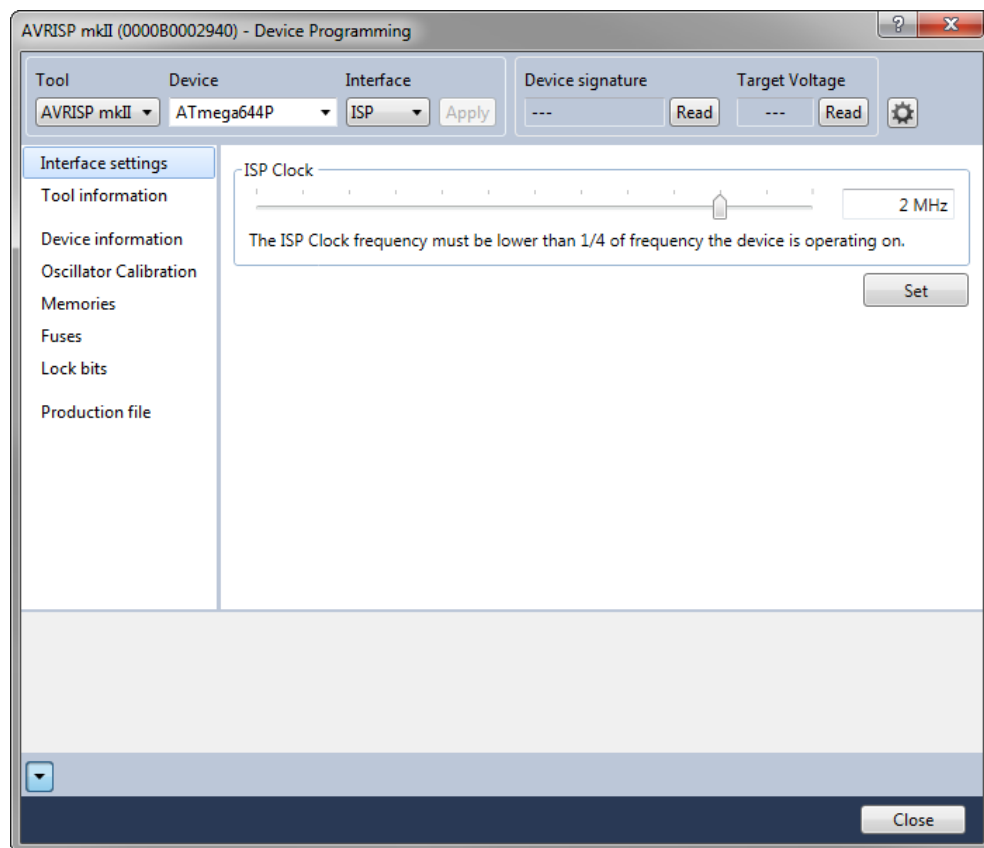 AVRISP mkII (0000B0002940) - Device Programming
Tool Device Interface Device signature Target Voltage
AVRISP mkII ATmega644P ISP Apply --- Read --- Read
Interface settings
Tool information
Device information
Oscillator Calibration
Memories
Fuses
Lock bits
Production file
ISP Clock
2 MHz
The ISP Clock frequency must be lower than 1/4 of frequency the device is operating on.
Set
Close